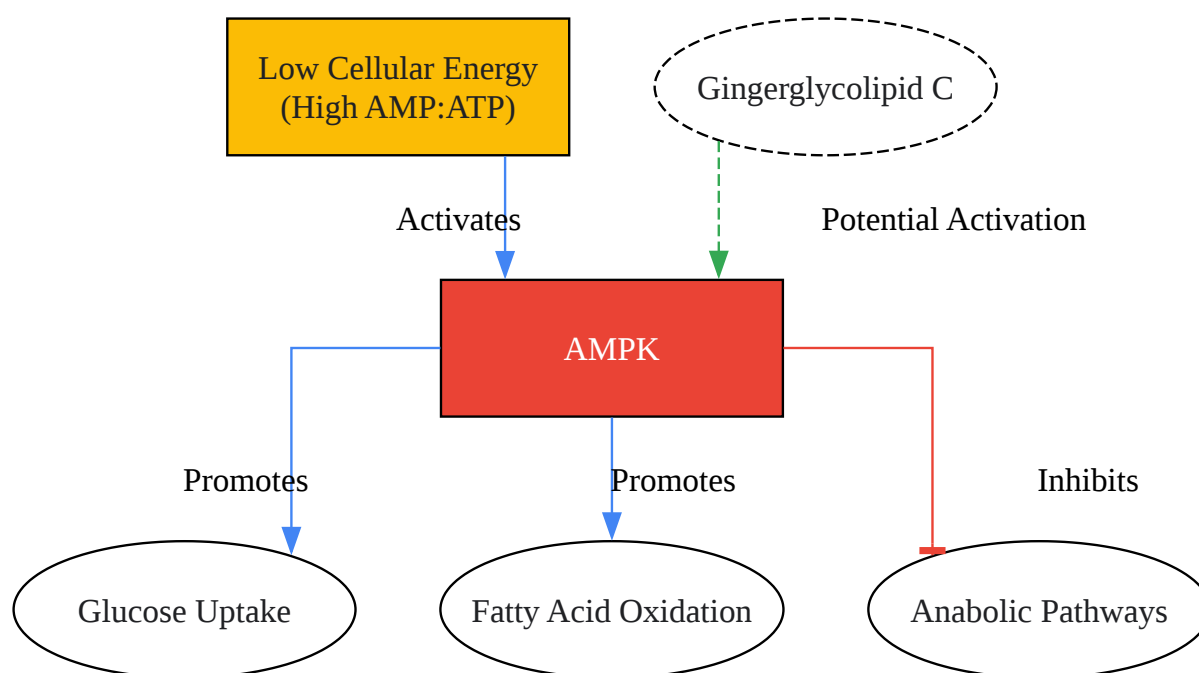 Low Cellular Energy
(High AMP:ATP)
Gingerglycolipid C
Activates
Potential Activation
AMPK
Promotes
Promotes
Inhibits
Glucose Uptake
Fatty Acid Oxidation
Anabolic Pathways